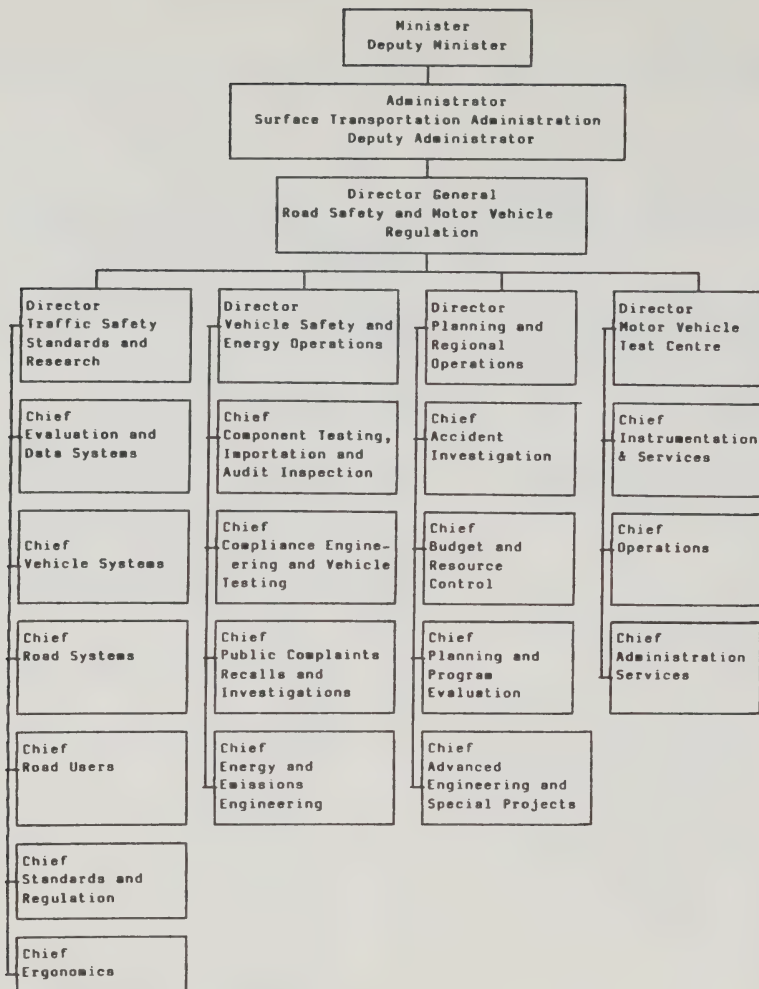 Minister
Deputy Minister
Administrator
Surface Transportation Administration
Deputy Administrator
Director General
Road Safety and Motor Vehicle
Regulation
Director
Traffic Safety
Standards and
Research
Chief
Evaluation and
Data Systems
Chief
Vehicle Systems
Chief
Road Systems
Chief
Road Users
Chief
Standards and
Regulation
Chief
Ergonomics
Director
Vehicle Safety and
Energy Operations
Chief
Component Testing,
Importation and
Audit Inspection
Chief
Compliance Engine-
ering and Vehicle
Testing
Chief
Public Complaints
Recalls and
Investigations
Chief
Energy and
Emissions
Engineering
Director
Planning and
Regional
Operations
Chief
Accident
Investigation
Chief
Budget and
Resource
Control
Chief
Planning and
Program
Evaluation
Chief
Advanced
Engineering and
Special Projects
Director
Motor Vehicle
Test Centre
Chief
Instrumentation
& Services
Chief
Operations
Chief
Administration
Services